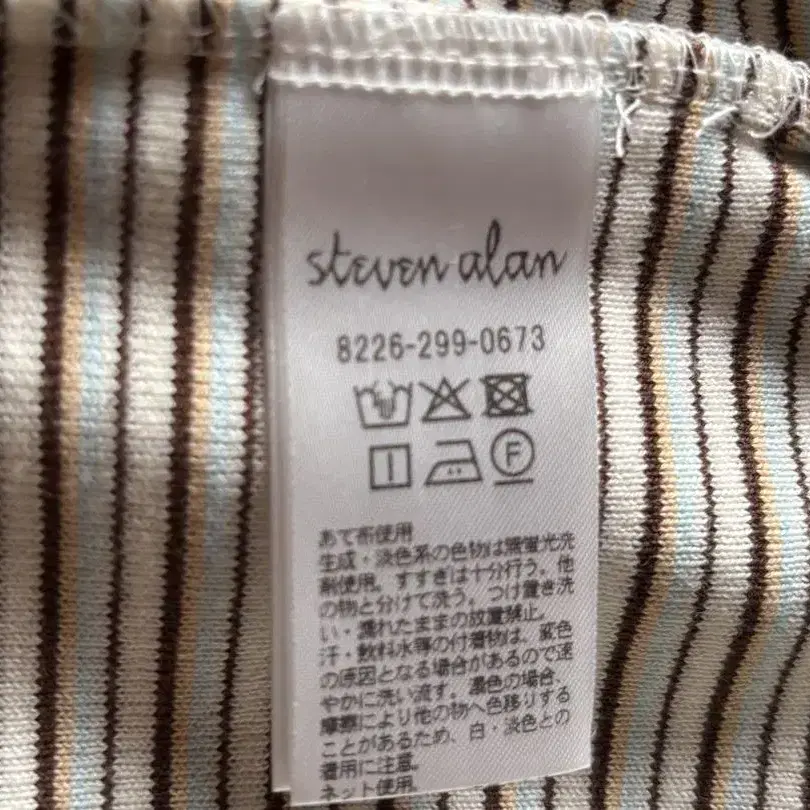 steven alan
8226-299-0673
F
あて布使用
生成・淡色系の色物は無蛍光洗
剤使用。すすぎは十分行う。他
の物と分けて洗う。つけ置き洗
い・濡れたままの放置禁止。
汗・飲料水等の付着物は、変色
の原因となる場合があるので速
やかに洗い流す。濃色の場合、
摩擦により他の物へ色移りする
ことがあるため、白・淡色との
着用に注意。
ネット使用。